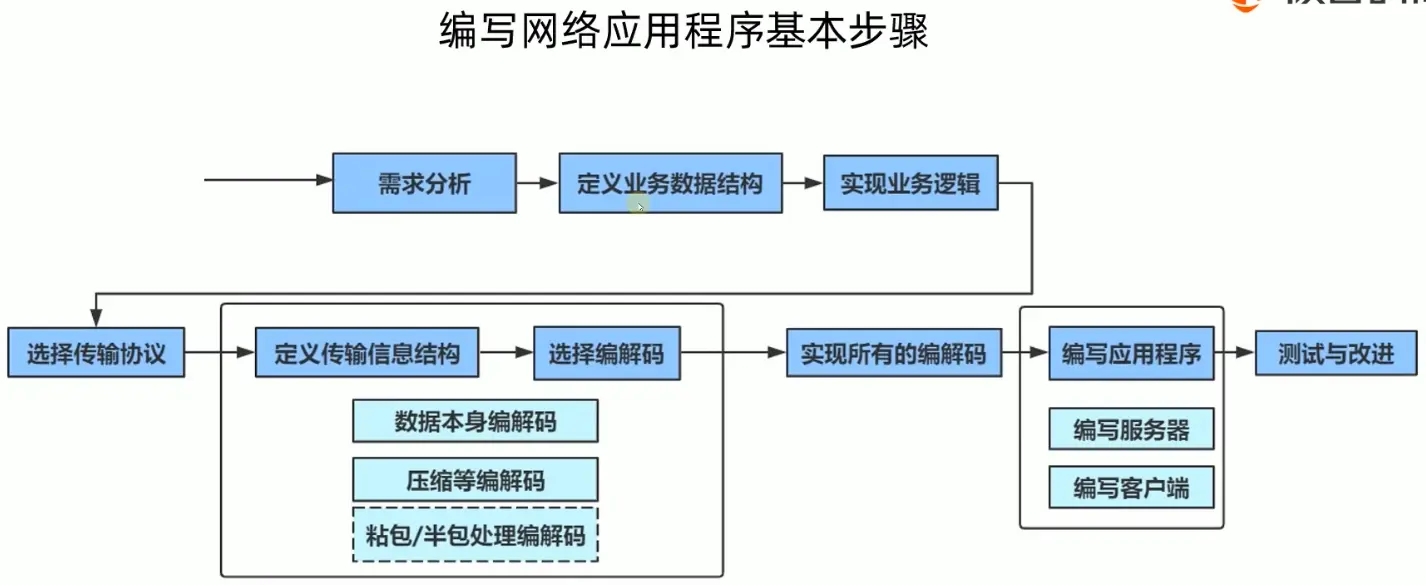 编写网络应用程序基本步骤
需求分析
定义业务数据结构
实现业务逻辑
选择传输协议
定义传输信息结构
选择编解码
实现所有的编解码
编写应用程序
测试与改进
数据本身编解码
压缩等编解码
粘包/半包处理编解码
编写服务器
编写客户端